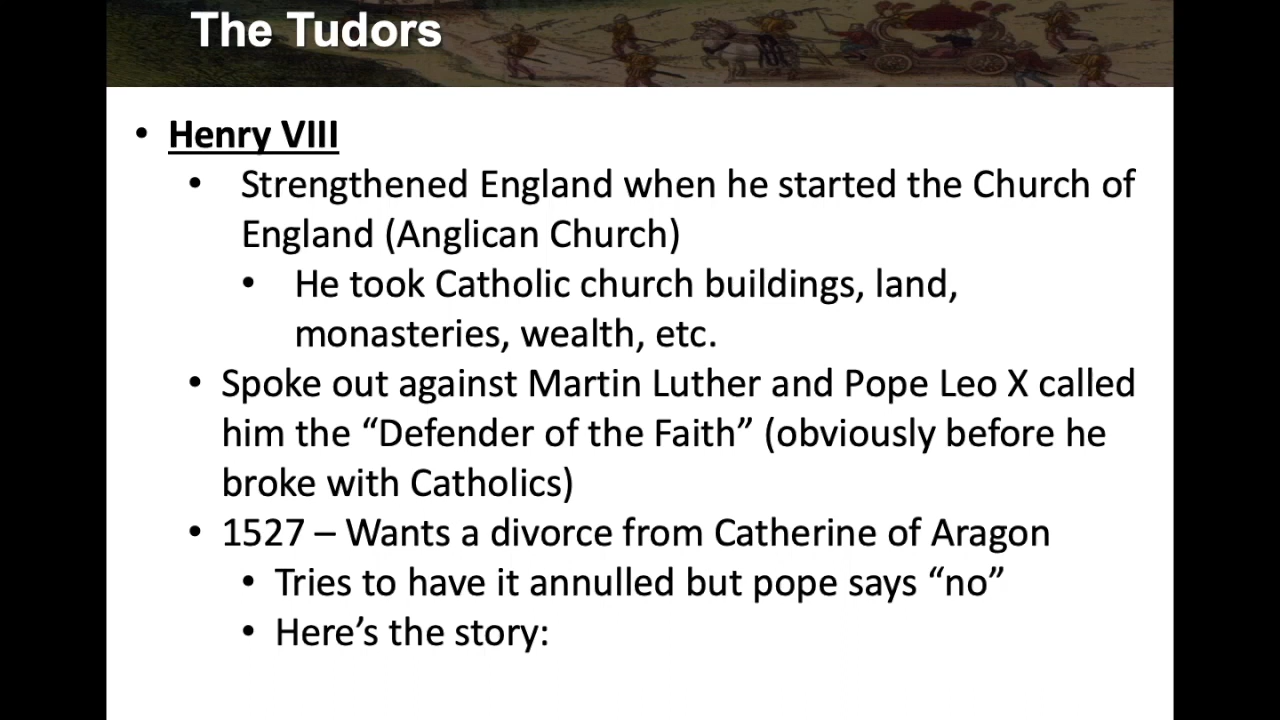 The Tudors
• Henry VIII
• Strengthened England when he started the Church of
England (Anglican Church)
• He took Catholic church buildings, land,
monasteries, wealth, etc.
• Spoke out against Martin Luther and Pope Leo X called
him the “Defender of the Faith” (obviously before he
broke with Catholics)
• 1527 – Wants a divorce from Catherine of Aragon
• Tries to have it annulled but pope says “no”
• Here’s the story: